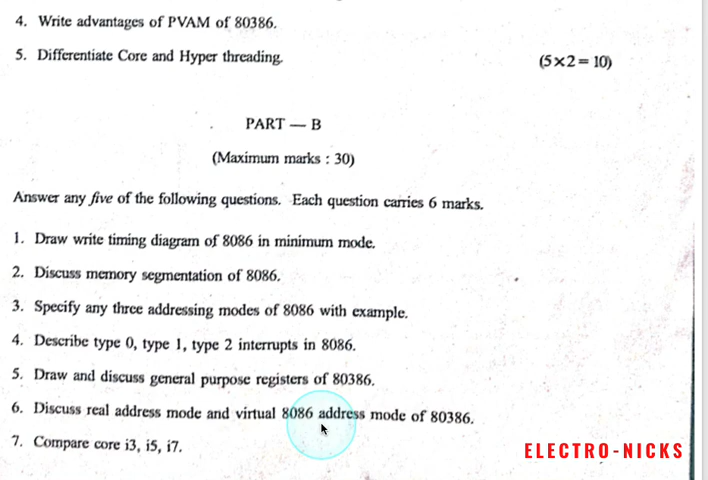 4. Write advantages of PVAM of 80386.
5. Differentiate Core and Hyper threading.
(5×2= 10)
PART — B
(Maximum marks : 30)
Answer any five of the following questions. Each question carries 6 marks.
1. Draw write timing diagram of 8086 in minimum mode.
2. Discuss memory segmentation of 8086.
3. Specify any three addressing modes of 8086 with example.
4. Describe type 0, type 1, type 2 interrupts in 8086.
5. Draw and discuss general purpose registers of 80386.
6. Discuss real address mode and virtual 8086 address mode of 80386.
7. Compare core i3, i5, i7.
ELECTRO-NICKS